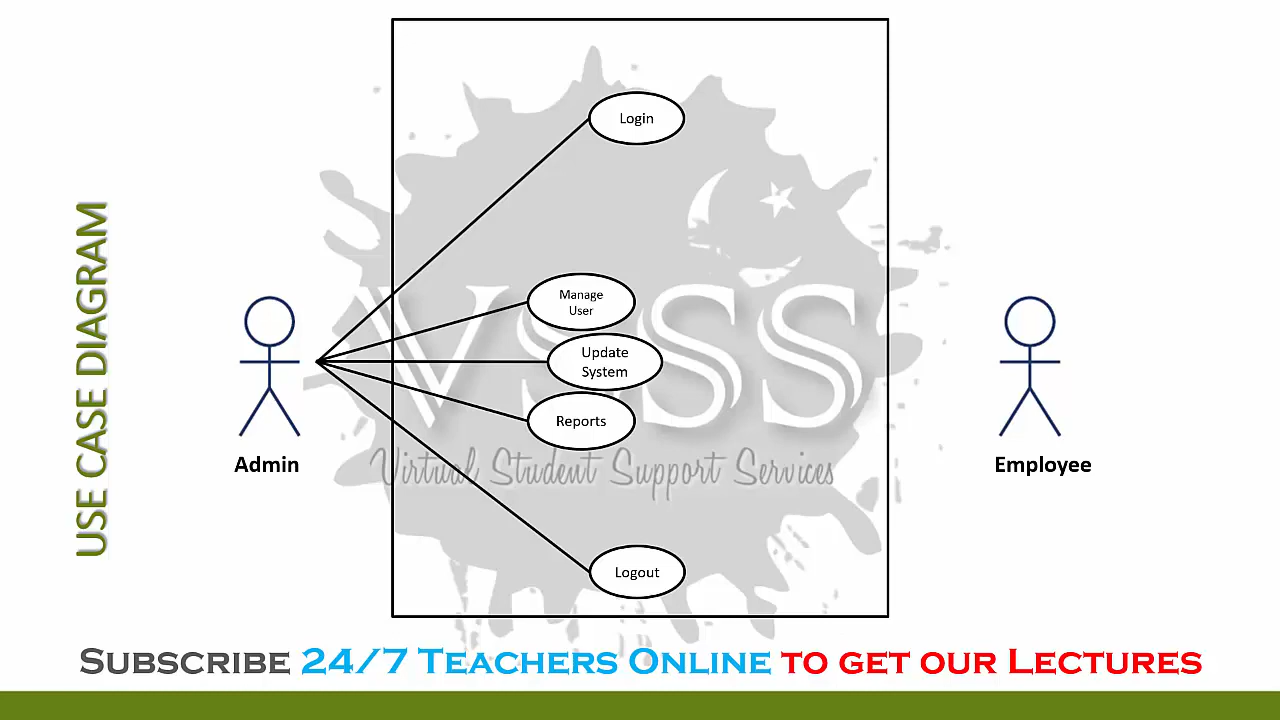 USE CASE DIAGRAM
Login
Manage
User
Update
System
Reports
Logout
Admin
Employee
VSSS
Virtual Student Support Services
SUBSCRIBE 24/7 TEACHERS ONLINE TO GET OUR LECTURES